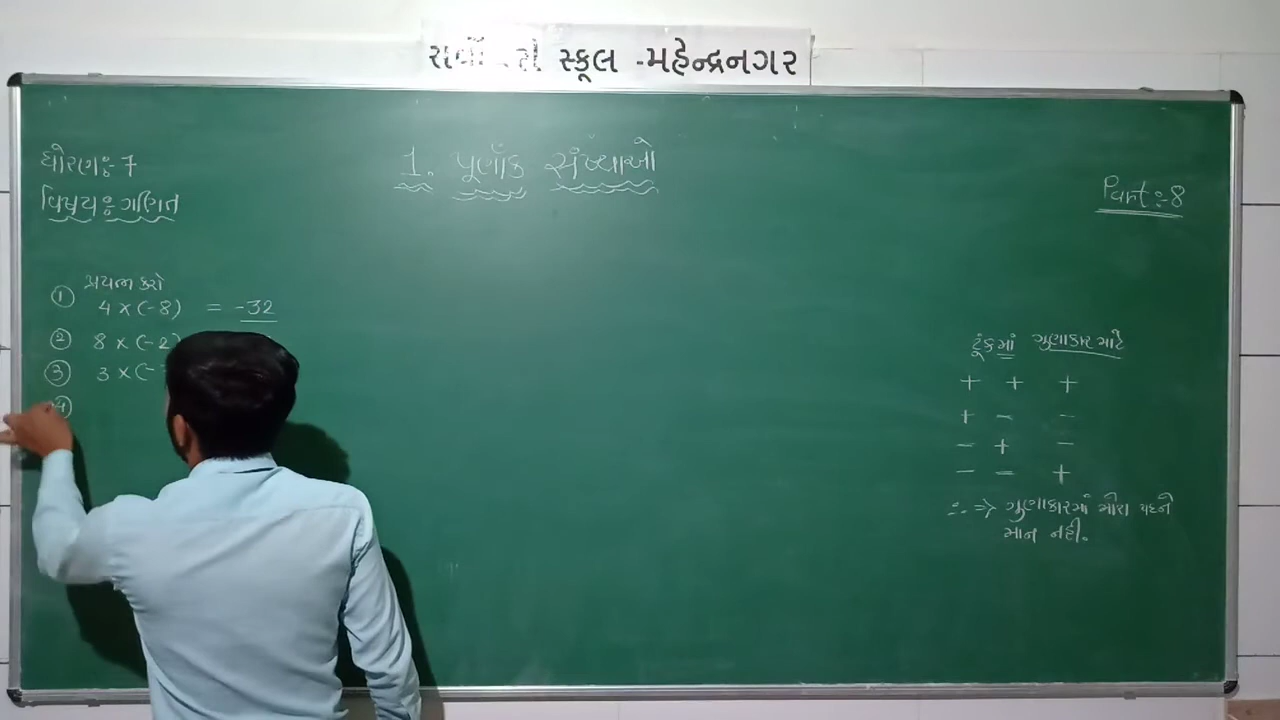 સ્કૂલ -મહેન્દ્રનગર
ધોરણ:- 7
વિષય:- ગણિત
1. પૂર્ણાંક સંખ્યાઓ
Part:-8
પ્રયત્ન કરો
① 4 × (-8) = -32
② 8 × (-2)
③ 3 × (-
④
ટૂંકમાં ગુણાકાર માટે
+ + +
+ - -
- + -
- - +
∴ ⇒ ગુણાકારમાં મોટા પદને
માન નહી.